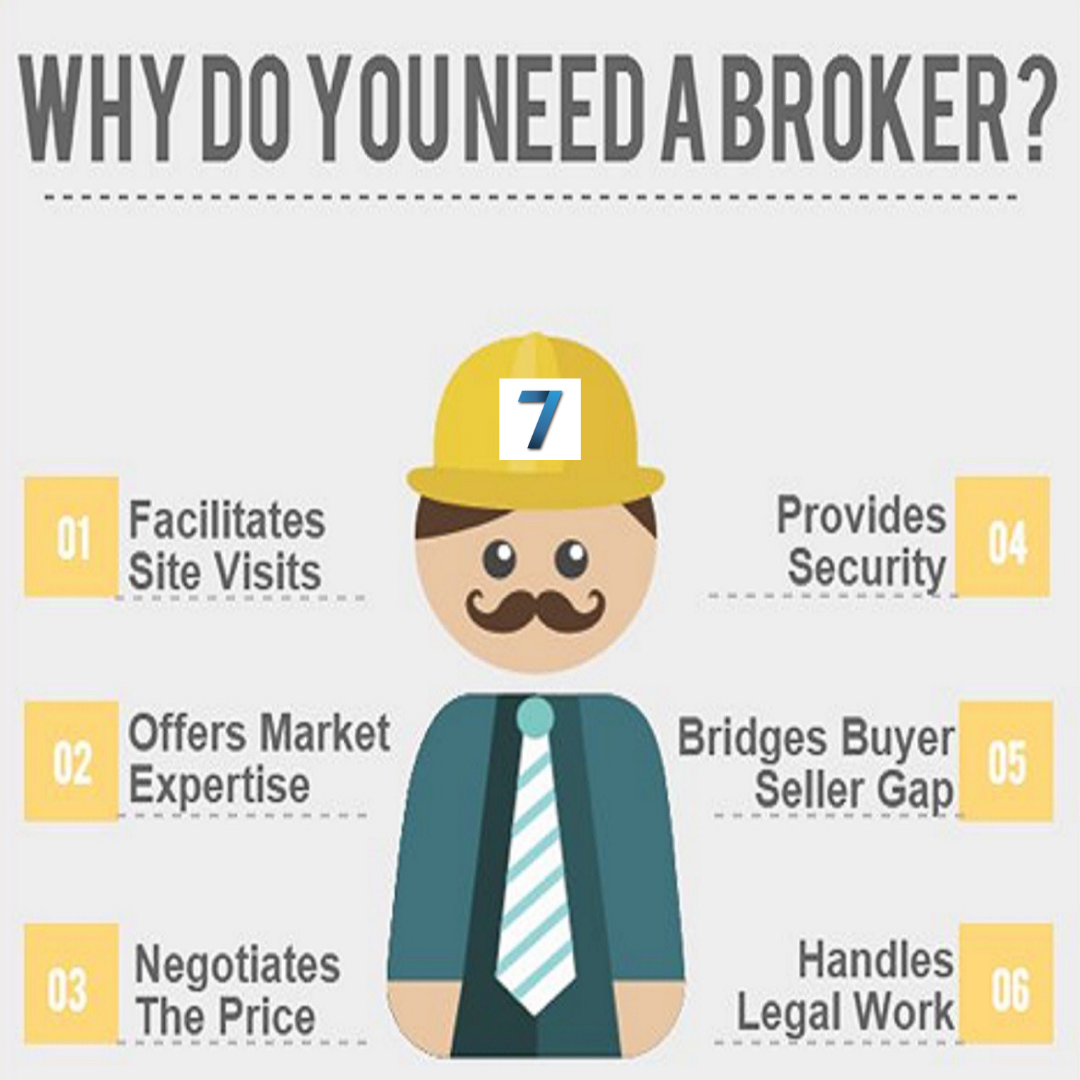 WHY DO YOU NEED A BROKER?
7
01
Facilitates
Site Visits
02
Offers Market
Expertise
03
Negotiates
The Price
Provides
Security
04
Bridges Buyer
Seller Gap
05
Handles
Legal Work
06